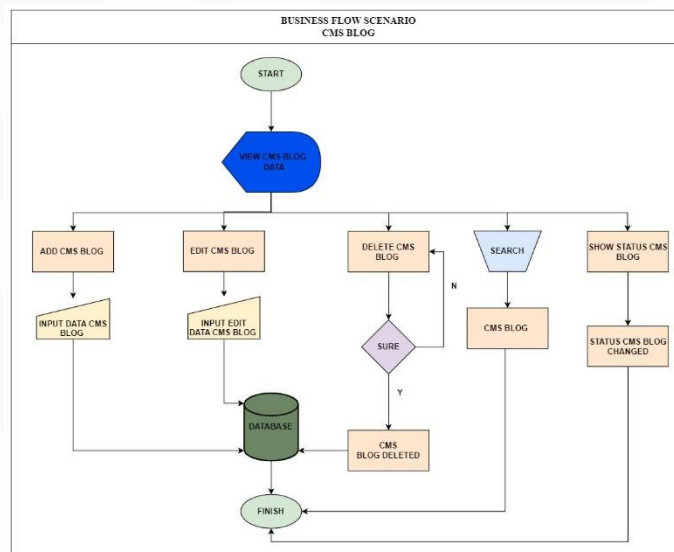 BUSINESS FLOW SCENARIO
CMS BLOG
START
VIEW CMS BLOG
DATA
ADD CMS BLOG
EDIT CMS BLOG
DELETE CMS
BLOG
SEARCH
SHOW STATUS CMS
BLOG
N
INPUT DATA CMS
BLOG
INPUT EDIT
DATA CMS BLOG
SURE
CMS BLOG
STATUS CMS BLOG
CHANGED
Y
DATABASE
CMS
BLOG DELETED
FINISH